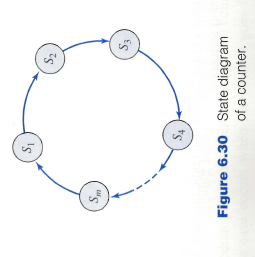 S1
S2
S3
S4
Sm
Figure 6.30 State diagram
of a counter.